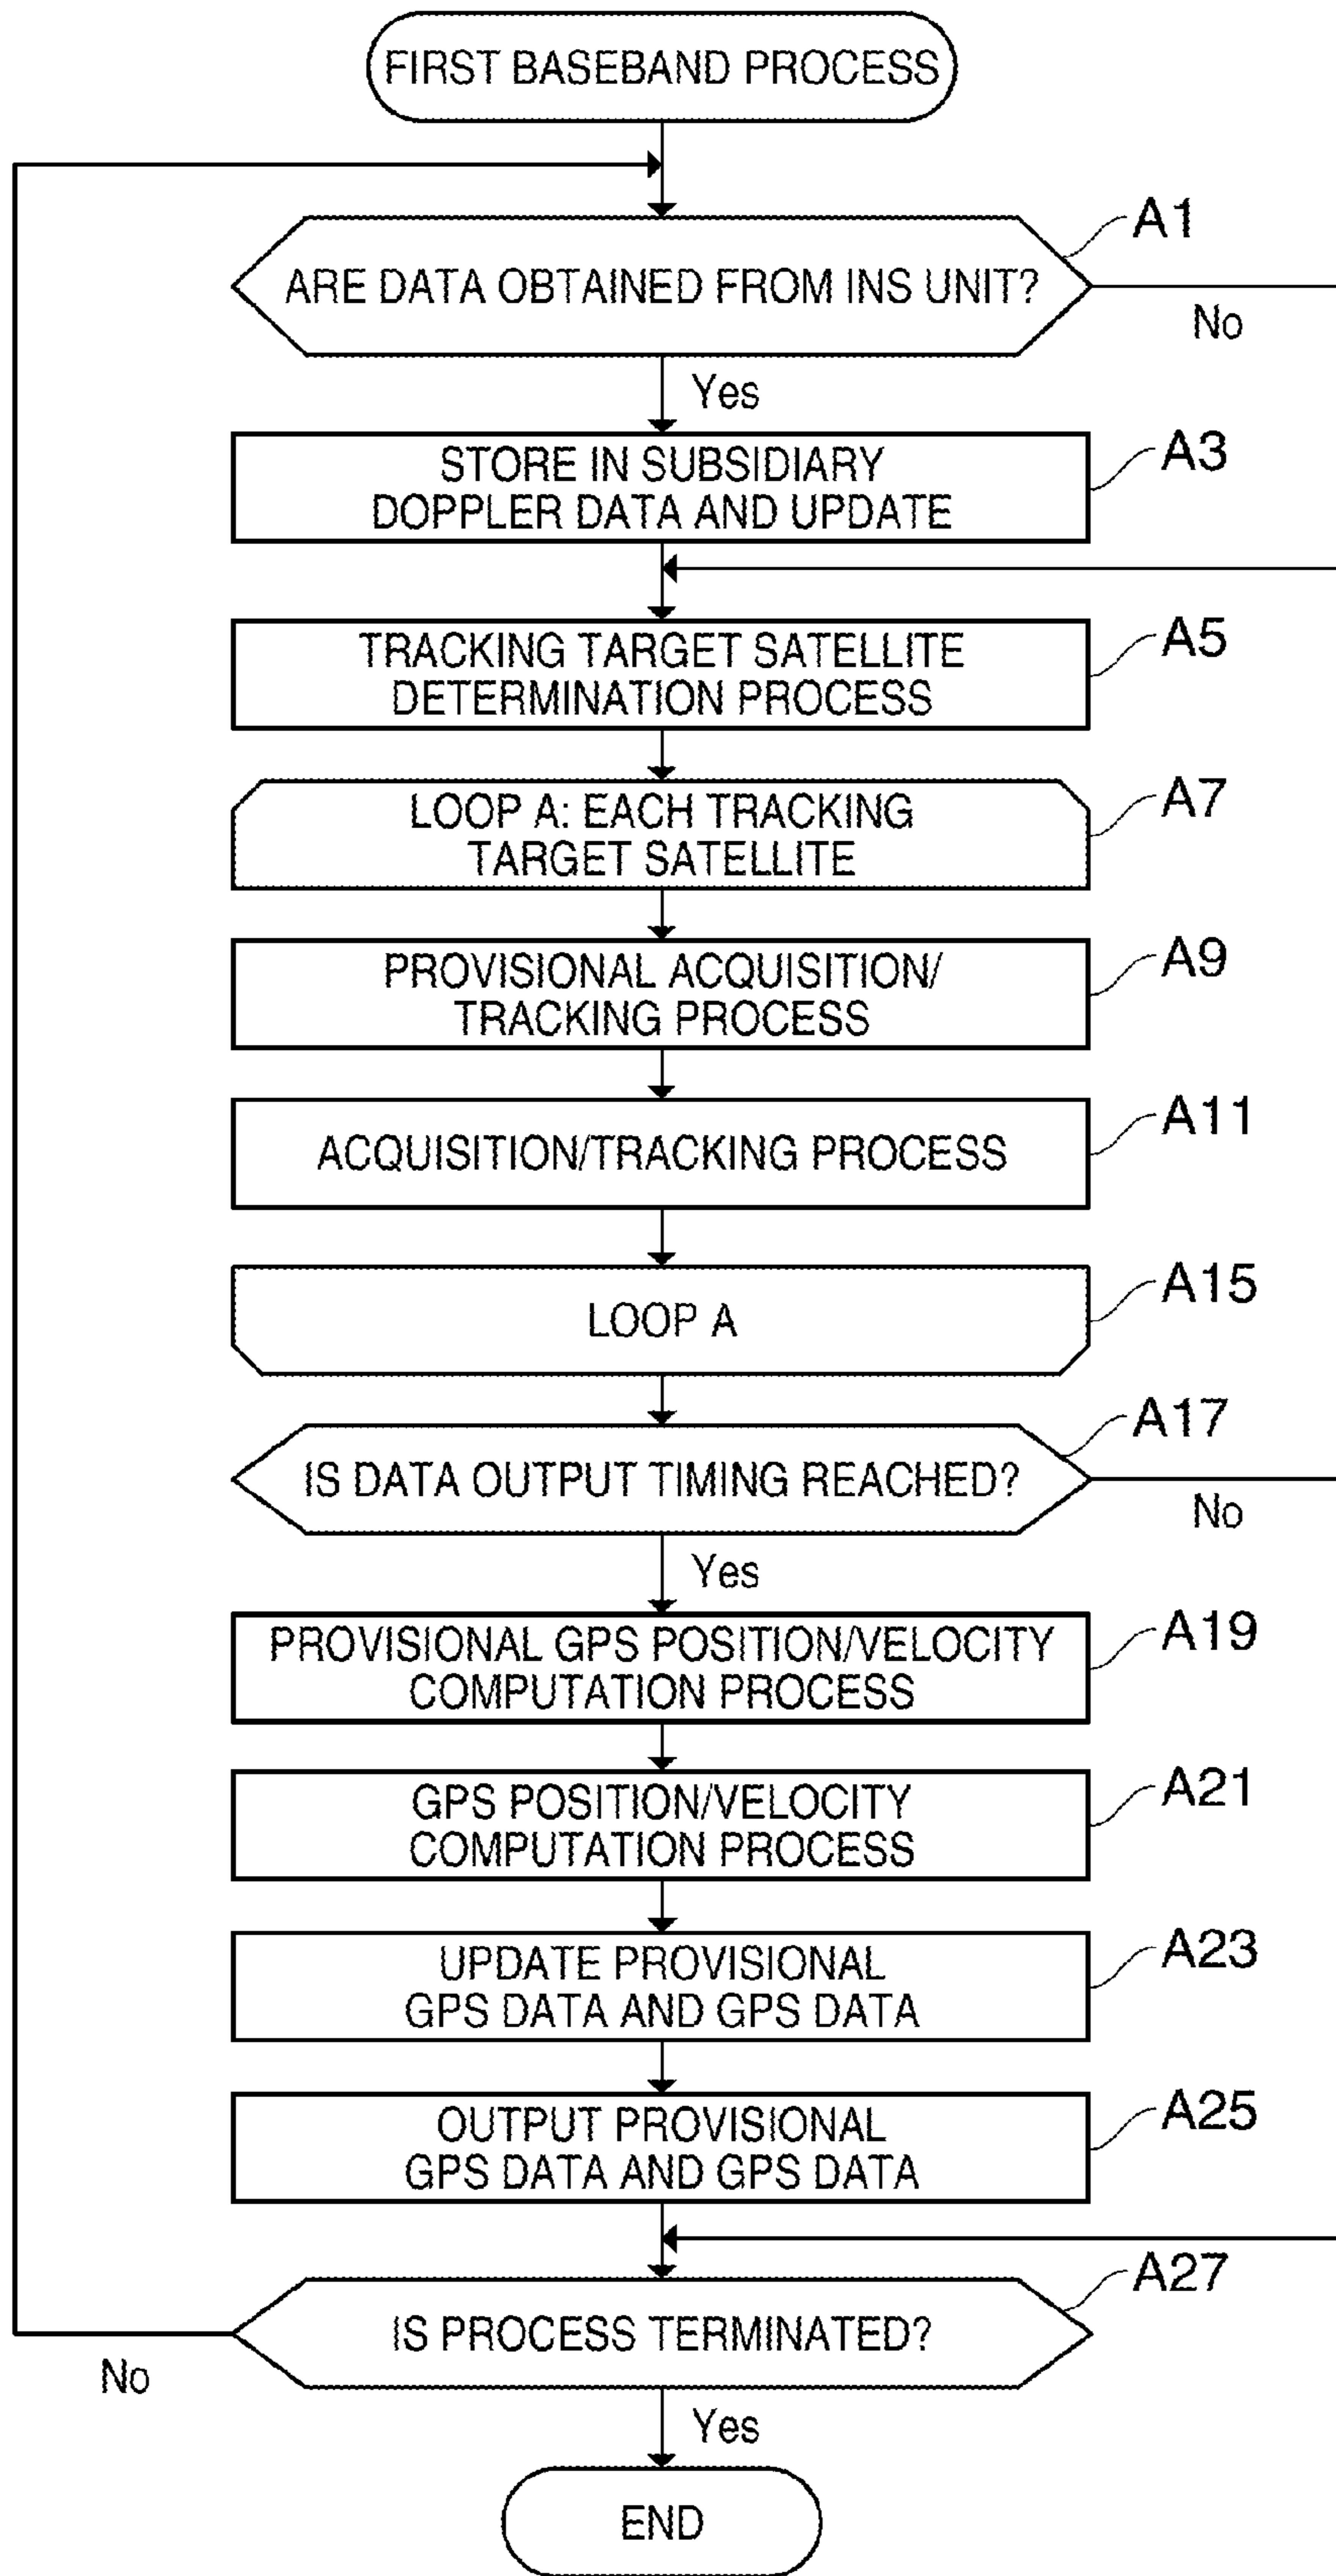 FIRST BASEBAND PROCESS
A1
ARE DATA OBTAINED FROM INS UNIT?
No
Yes
A3
STORE IN SUBSIDIARY
DOPPLER DATA AND UPDATE
A5
TRACKING TARGET SATELLITE
DETERMINATION PROCESS
A7
LOOP A: EACH TRACKING
TARGET SATELLITE
A9
PROVISIONAL ACQUISITION/
TRACKING PROCESS
A11
ACQUISITION/TRACKING PROCESS
A15
LOOP A
A17
IS DATA OUTPUT TIMING REACHED?
No
Yes
A19
PROVISIONAL GPS POSITION/VELOCITY
COMPUTATION PROCESS
A21
GPS POSITION/VELOCITY
COMPUTATION PROCESS
A23
UPDATE PROVISIONAL
GPS DATA AND GPS DATA
A25
OUTPUT PROVISIONAL
GPS DATA AND GPS DATA
A27
IS PROCESS TERMINATED?
No
Yes
END